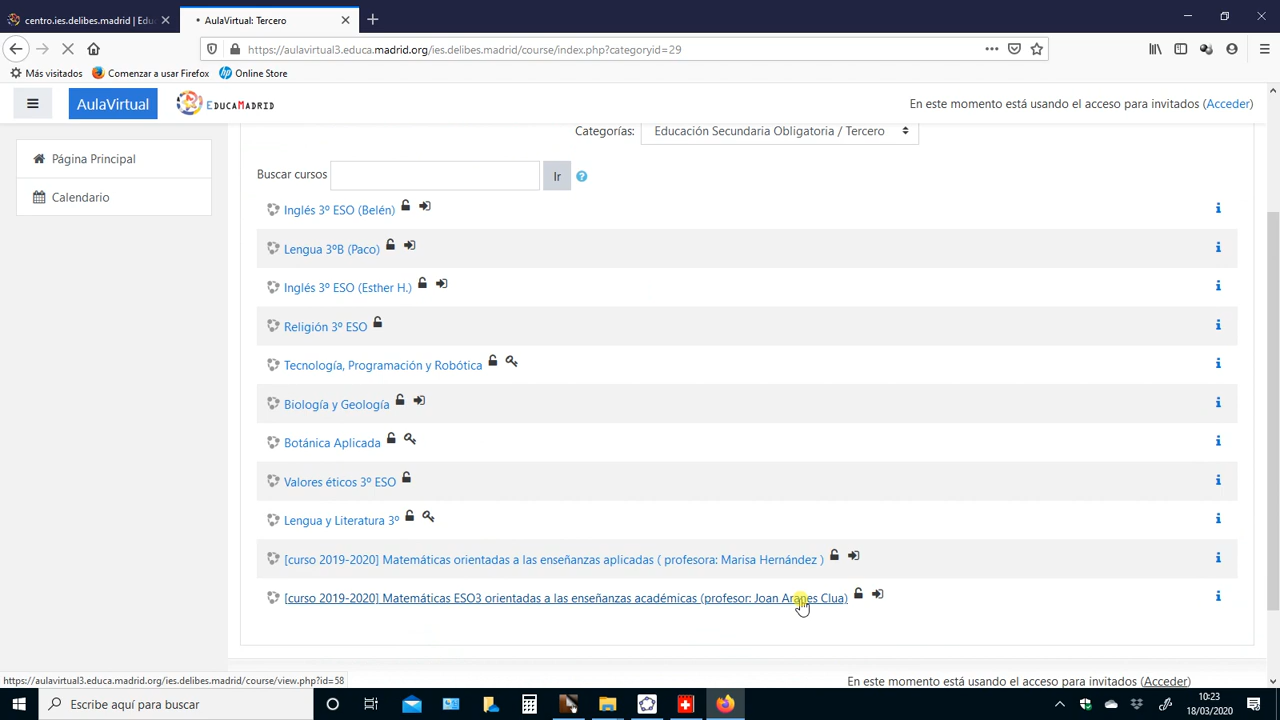 centro.ies.delibes.madrid | Edu
AulaVirtual: Tercero
https://aulavirtual3.educa.madrid.org/ies.delibes.madrid/course/index.php?categoryid=29
Más visitados Comenzar a usar Firefox Online Store
AulaVirtual EDUCAMADRID En este momento está usando el acceso para invitados (Acceder)
Página Principal
Calendario
Categorías: Educación Secundaria Obligatoria / Tercero
Buscar cursos Ir
Inglés 3º ESO (Belén)
Lengua 3ºB (Paco)
Inglés 3º ESO (Esther H.)
Religión 3º ESO
Tecnología, Programación y Robótica
Biología y Geología
Botánica Aplicada
Valores éticos 3º ESO
Lengua y Literatura 3º
[curso 2019-2020] Matemáticas orientadas a las enseñanzas aplicadas ( profesora: Marisa Hernández )
[curso 2019-2020] Matemáticas ESO3 orientadas a las enseñanzas académicas (profesor: Joan Aranes Clua)
https://aulavirtual3.educa.madrid.org/ies.delibes.madrid/course/view.php?id=58
En este momento está usando el acceso para invitados (Acceder)
Escribe aquí para buscar
10:23
18/03/2020